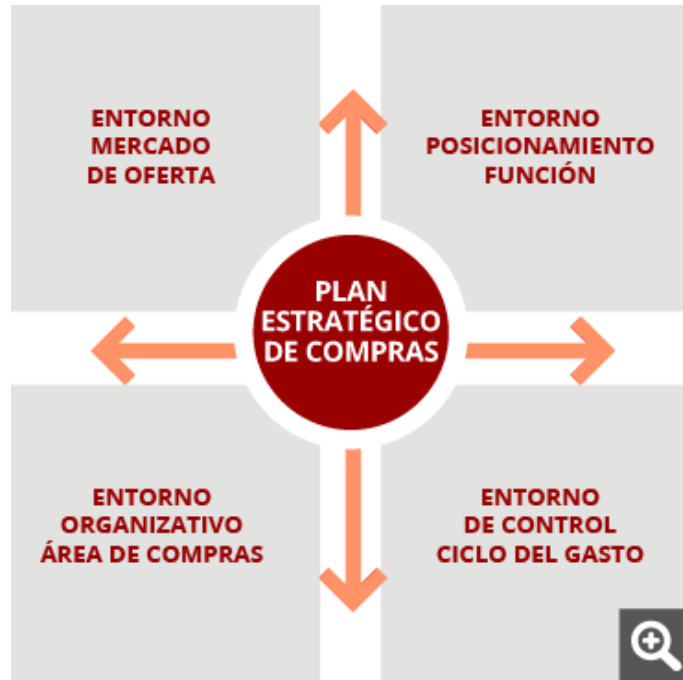 ENTORNO
MERCADO
DE OFERTA
ENTORNO
POSICIONAMIENTO
FUNCIÓN
PLAN
ESTRATÉGICO
DE COMPRAS
ENTORNO
ORGANIZATIVO
ÁREA DE COMPRAS
ENTORNO
DE CONTROL
CICLO DEL GASTO